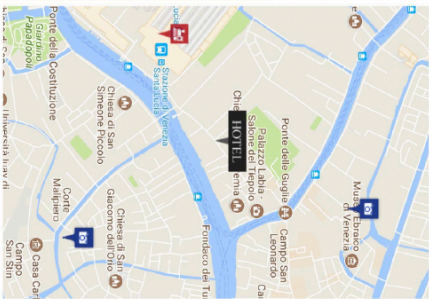 Ponte della Costituzione
Giardino
Papadopoli
Stazione di Venezia
Santa Lucia
Chiesa di San
Simeone Piccolo
HOTEL
Palazzo Labia -
Salone del Tiepolo
Ponte delle Guglie
Campo San
Leonardo
Ebraico
di Venezia
Corte
Malipiero
Chiesa di San
Giacomo dell'Orio
Fondaco dei Tu
Campo
San Stin
Casa Car